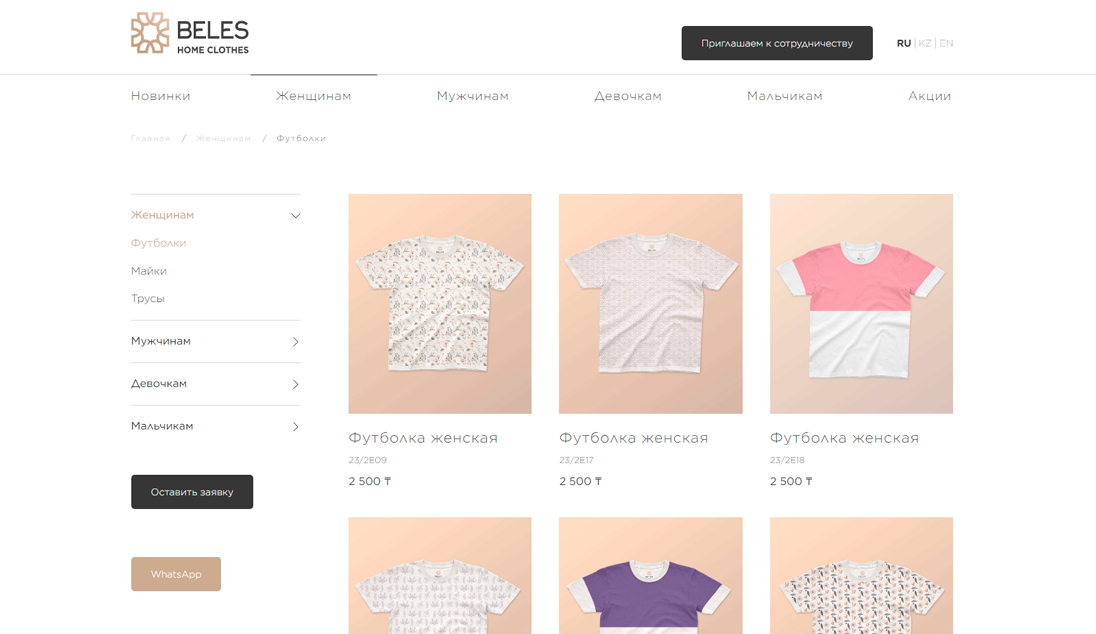 BELES
HOME CLOTHES
Приглашаем к сотрудничеству
RU | KZ | EN
Новинки Женщинам Мужчинам Девочкам Мальчикам Акции
Главная / Женщинам / Футболки
Женщинам
Футболки
Майки
Трусы
Мужчинам
Девочкам
Мальчикам
Оставить заявку
WhatsApp
Футболка женская
23/2E09
2 500 ₸
Футболка женская
23/2E17
2 500 ₸
Футболка женская
23/2E18
2 500 ₸